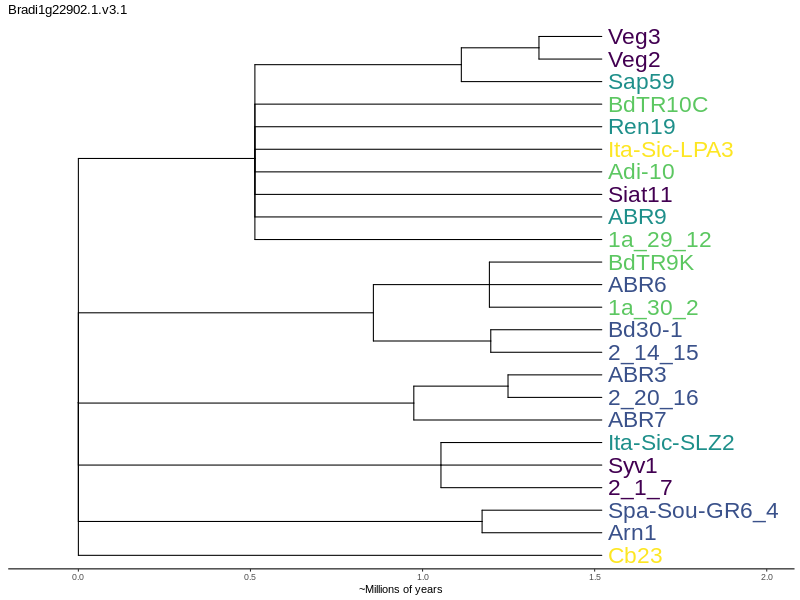 Bradi1g22902.1.v3.1
Veg3
Veg2
Sap59
BdTR10C
Ren19
Ita-Sic-LPA3
Adi-10
Siat11
ABR9
1a_29_12
BdTR9K
ABR6
1a_30_2
Bd30-1
2_14_15
ABR3
2_20_16
ABR7
Ita-Sic-SLZ2
Syv1
2_1_7
Spa-Sou-GR6_4
Arn1
Cb23
0.0 0.5 1.0 1.5 2.0
~Millions of years